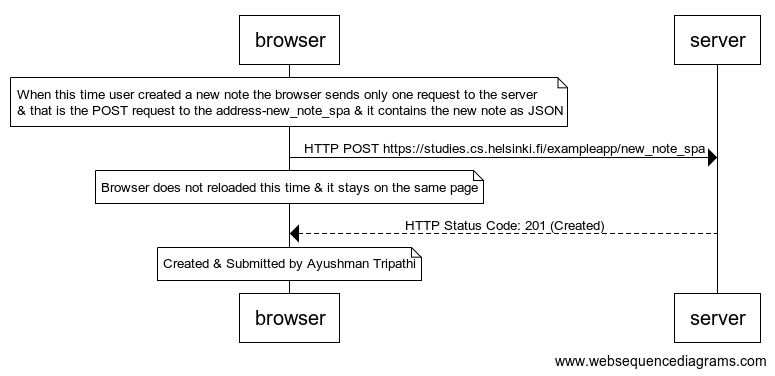 browser
server
When this time user created a new note the browser sends only one request to the server
& that is the POST request to the address-new_note_spa & it contains the new note as JSON
HTTP POST https://studies.cs.helsinki.fi/exampleapp/new_note_spa
Browser does not reloaded this time & it stays on the same page
HTTP Status Code: 201 (Created)
Created & Submitted by Ayushman Tripathi
browser
server
www.websequencediagrams.com